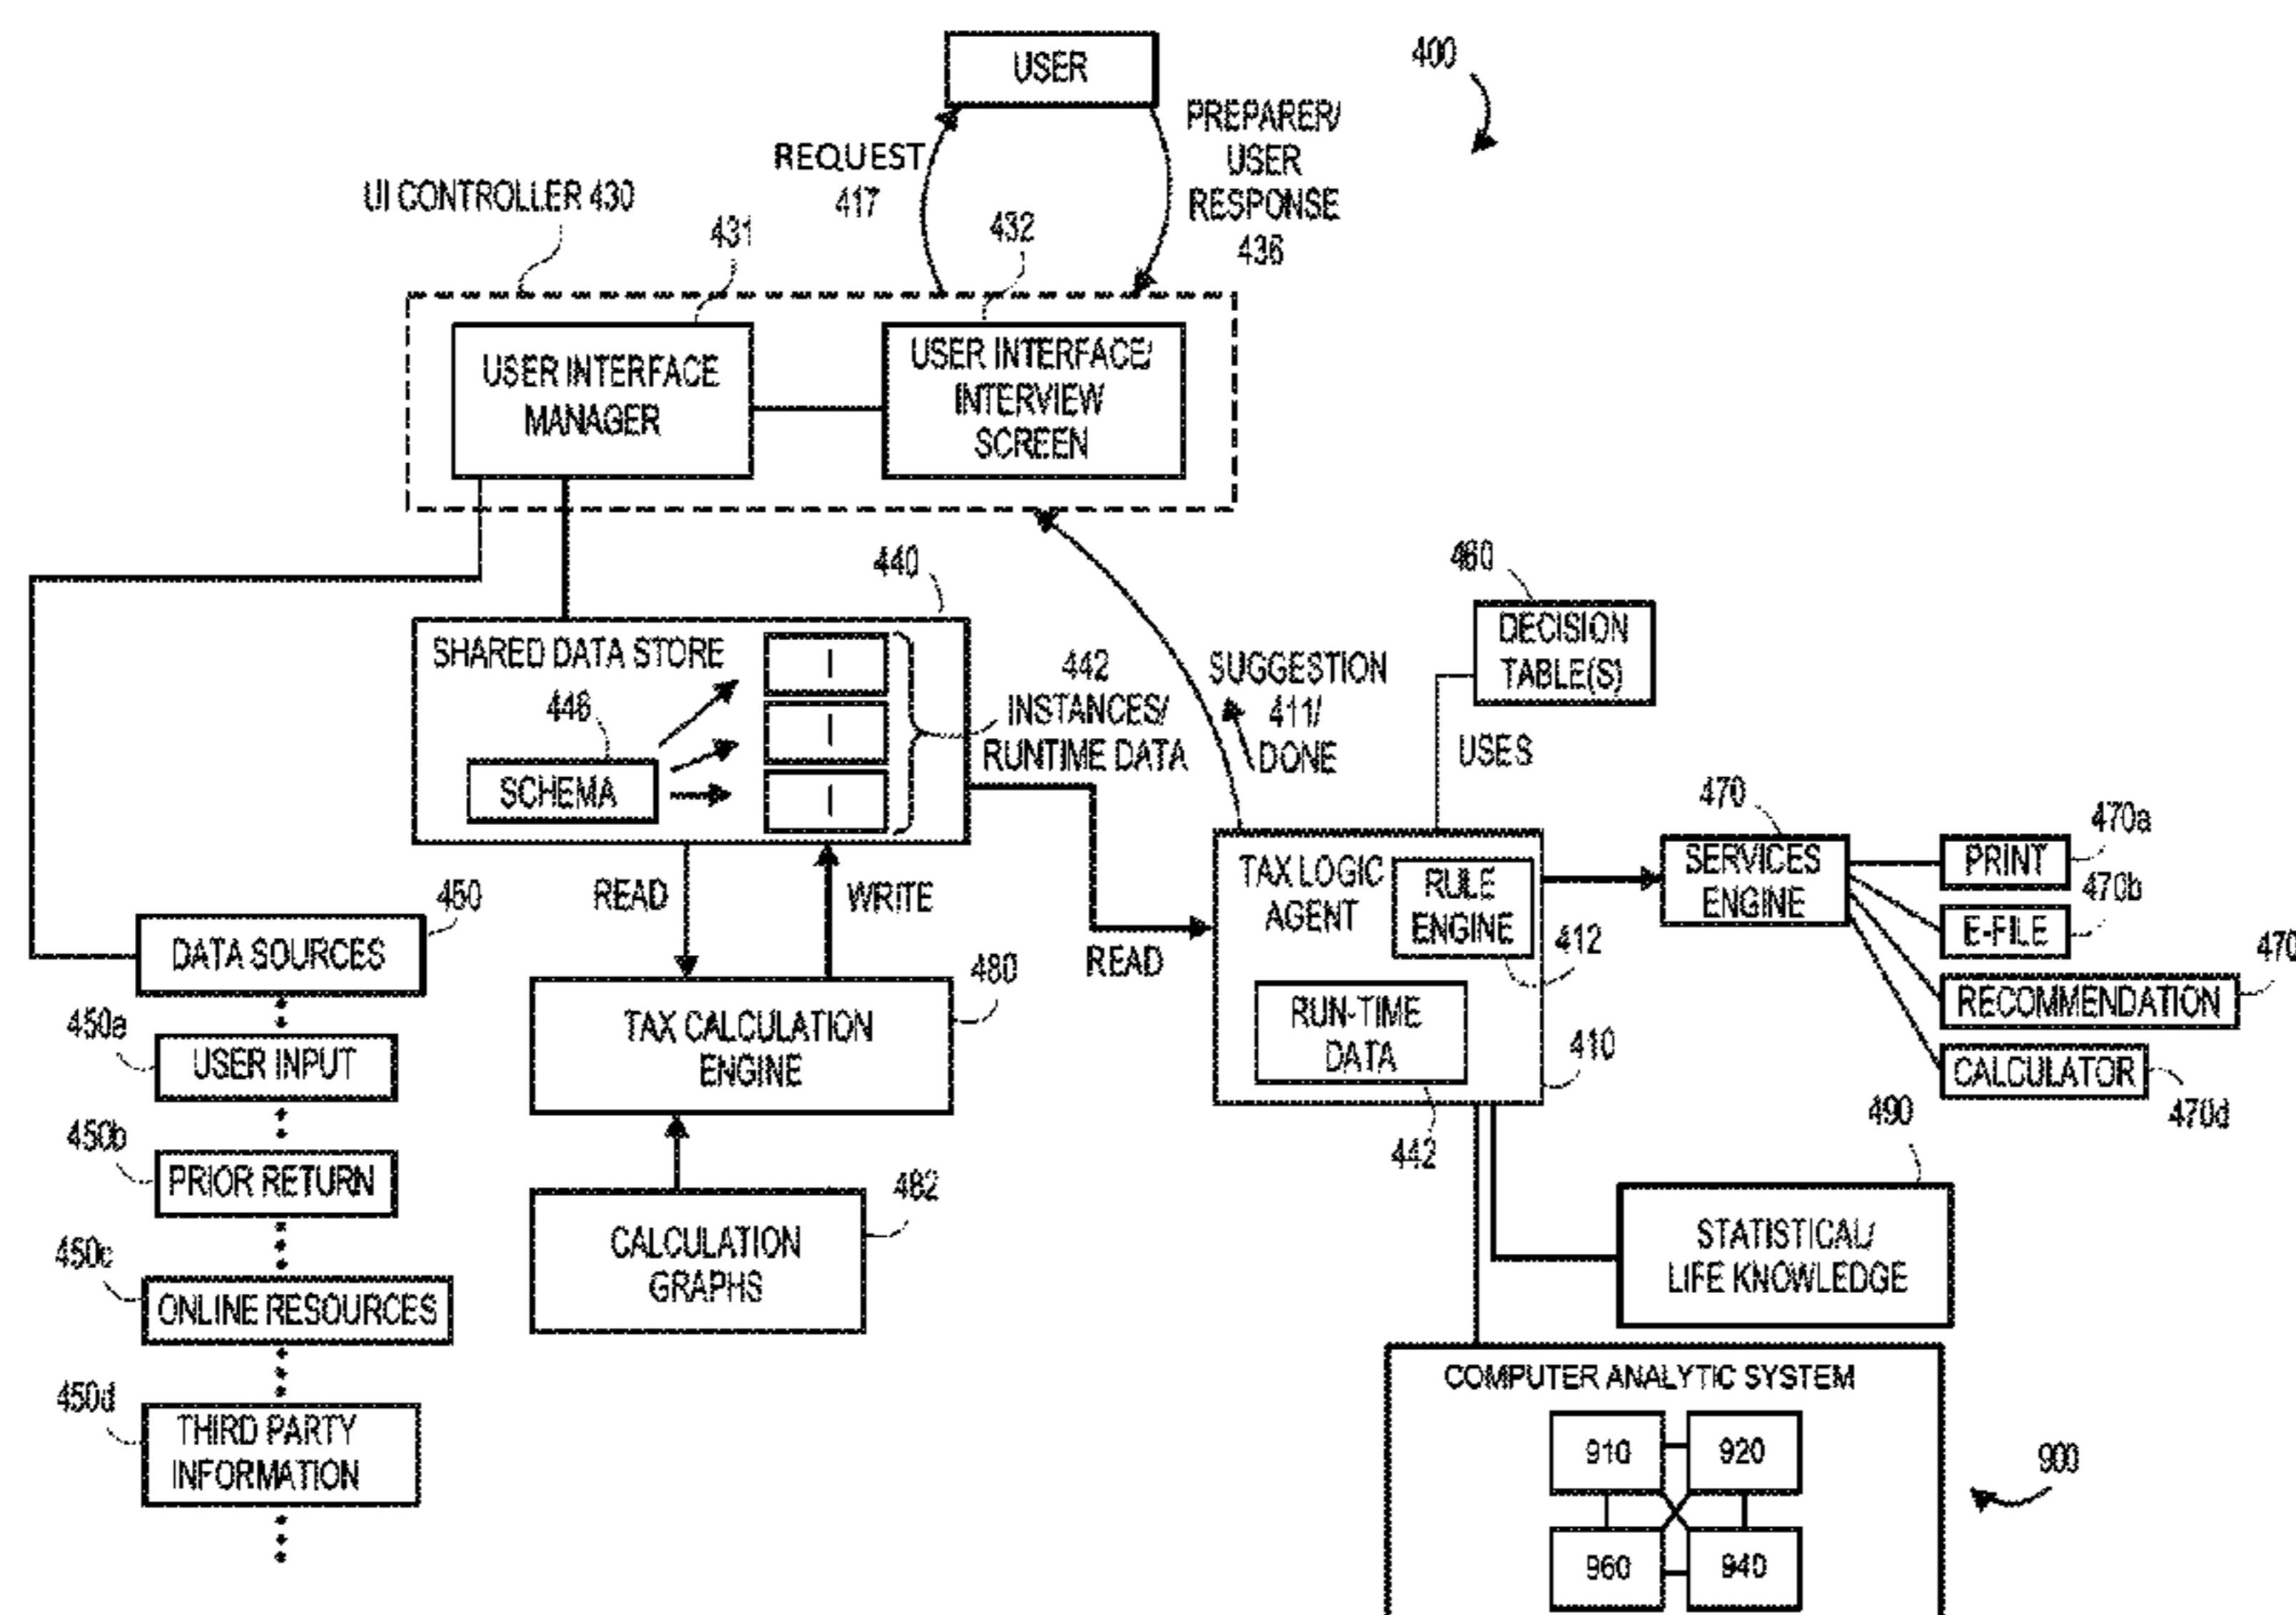 USER
400
REQUEST
417
PREPARER/
USER
RESPONSE
436
UI CONTROLLER 430
431
432
USER INTERFACE
MANAGER
USER INTERFACE/
INTERVIEW
SCREEN
440
SHARED DATA STORE
446
SCHEMA
442
INSTANCES/
RUNTIME DATA
SUGGESTION
411/
DONE
460
DECISION
TABLE(S)
USES
READ
WRITE
READ
TAX LOGIC
AGENT
RULE
ENGINE
412
RUN-TIME
DATA
442
410
470
SERVICES
ENGINE
470a
PRINT
470b
E-FILE
470
RECOMMENDATION
CALCULATOR
470d
450
DATA SOURCES
450a
USER INPUT
450b
PRIOR RETURN
450c
ONLINE RESOURCES
450d
THIRD PARTY
INFORMATION
480
TAX CALCULATION
ENGINE
482
CALCULATION
GRAPHS
490
STATISTICAL/
LIFE KNOWLEDGE
COMPUTER ANALYTIC SYSTEM
910
920
960
940
900